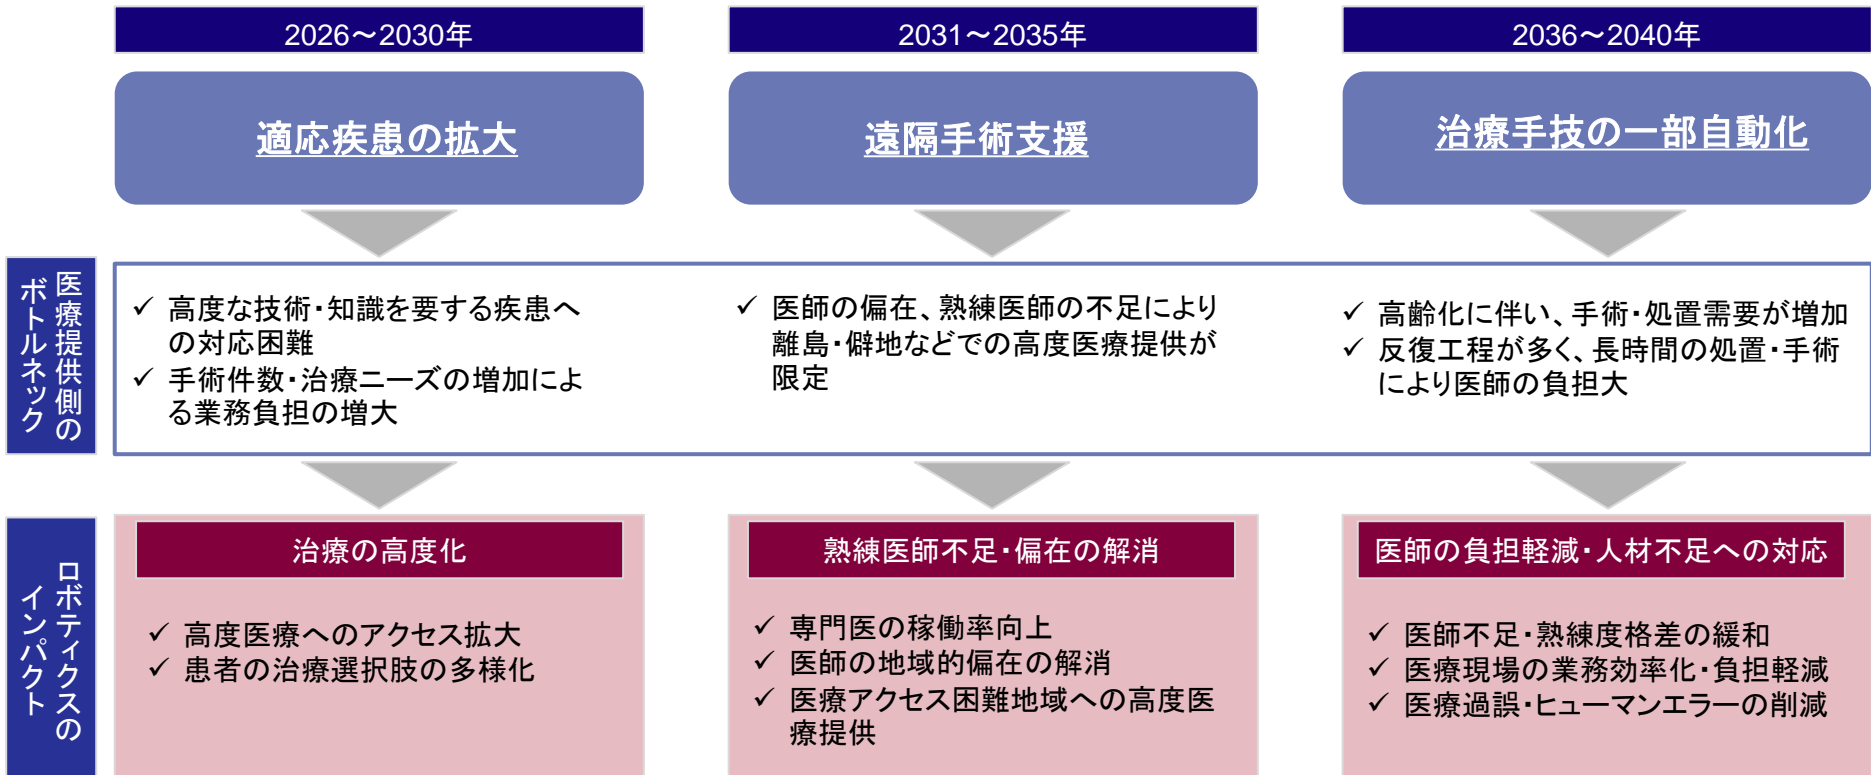 2026～2030年
2031～2035年
2036～2040年
適応疾患の拡大
遠隔手術支援
治療手技の一部自動化
医療提供側の
ボトルネック
✓ 高度な技術・知識を要する疾患へ
の対応困難
✓ 手術件数・治療ニーズの増加によ
る業務負担の増大
✓ 医師の偏在、熟練医師の不足により
離島・僻地などでの高度医療提供が
限定
✓ 高齢化に伴い、手術・処置需要が増加
✓ 反復工程が多く、長時間の処置・手術
により医師の負担大
ロボティクスの
インパクト
治療の高度化
✓ 高度医療へのアクセス拡大
✓ 患者の治療選択肢の多様化
熟練医師不足・偏在の解消
✓ 専門医の稼働率向上
✓ 医師の地域的偏在の解消
✓ 医療アクセス困難地域への高度医
療提供
医師の負担軽減・人材不足への対応
✓ 医師不足・熟練度格差の緩和
✓ 医療現場の業務効率化・負担軽減
✓ 医療過誤・ヒューマンエラーの削減